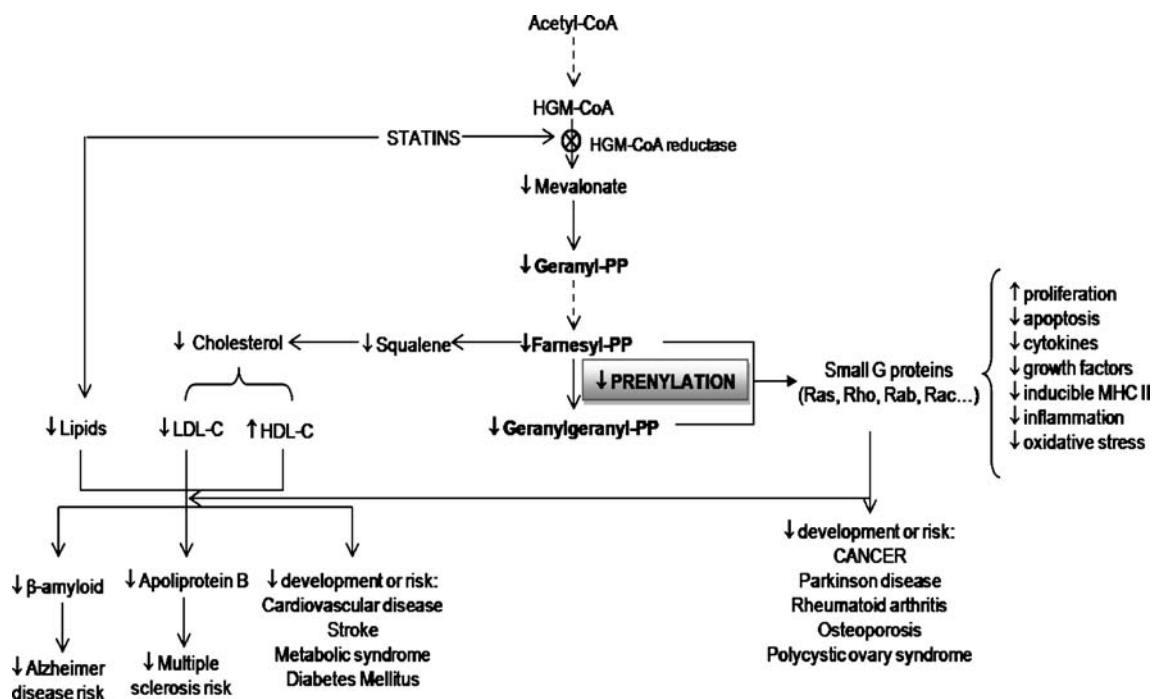 Acetyl-CoA
HGM-CoA
STATINS
HGM-CoA reductase
↓ Mevalonate
↓ Geranyl-PP
↓ Cholesterol
↓ Squalene
↓ Farnesyl-PP
↓ PRENYLATION
↓ Geranylgeranyl-PP
Small G proteins
(Ras, Rho, Rab, Rac...)
↑ proliferation
↓ apoptosis
↓ cytokines
↓ growth factors
↓ inducible MHC II
↓ inflammation
↓ oxidative stress
↓ Lipids
↓ LDL-C
↑ HDL-C
↓ β-amyloid
↓ Alzheimer
disease risk
↓ Apoliprotein B
↓ Multiple
sclerosis risk
↓ development or risk:
Cardiovascular disease
Stroke
Metabolic syndrome
Diabetes Mellitus
↓ development or risk:
CANCER
Parkinson disease
Rheumatoid arthritis
Osteoporosis
Polycystic ovary syndrome